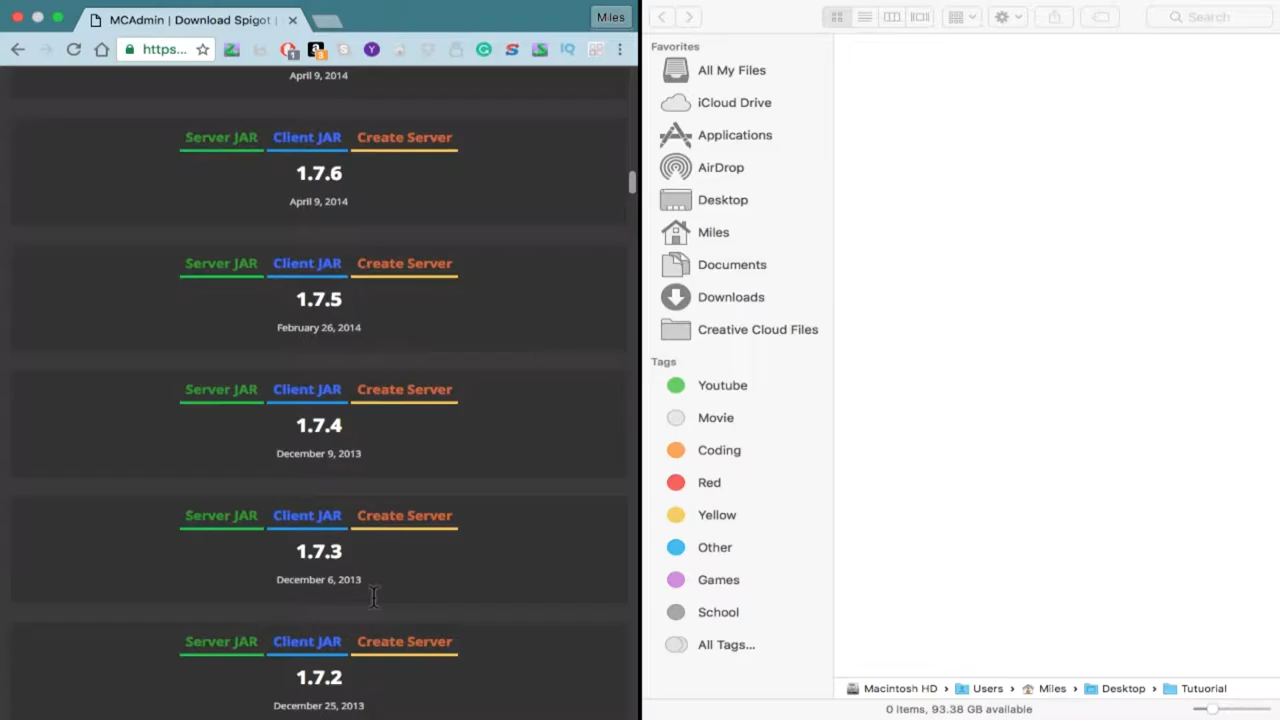 MCAdmin | Download Spigot
Miles
https...
April 9, 2014
Server JAR Client JAR Create Server
1.7.6
April 9, 2014
Server JAR Client JAR Create Server
1.7.5
February 26, 2014
Server JAR Client JAR Create Server
1.7.4
December 9, 2013
Server JAR Client JAR Create Server
1.7.3
December 6, 2013
Server JAR Client JAR Create Server
1.7.2
December 25, 2013
Search
Favorites
All My Files
iCloud Drive
Applications
AirDrop
Desktop
Miles
Documents
Downloads
Creative Cloud Files
Tags
Youtube
Movie
Coding
Red
Yellow
Other
Games
School
All Tags...
Macintosh HD › Users › Miles › Desktop › Tutuorial
0 items, 93.38 GB available